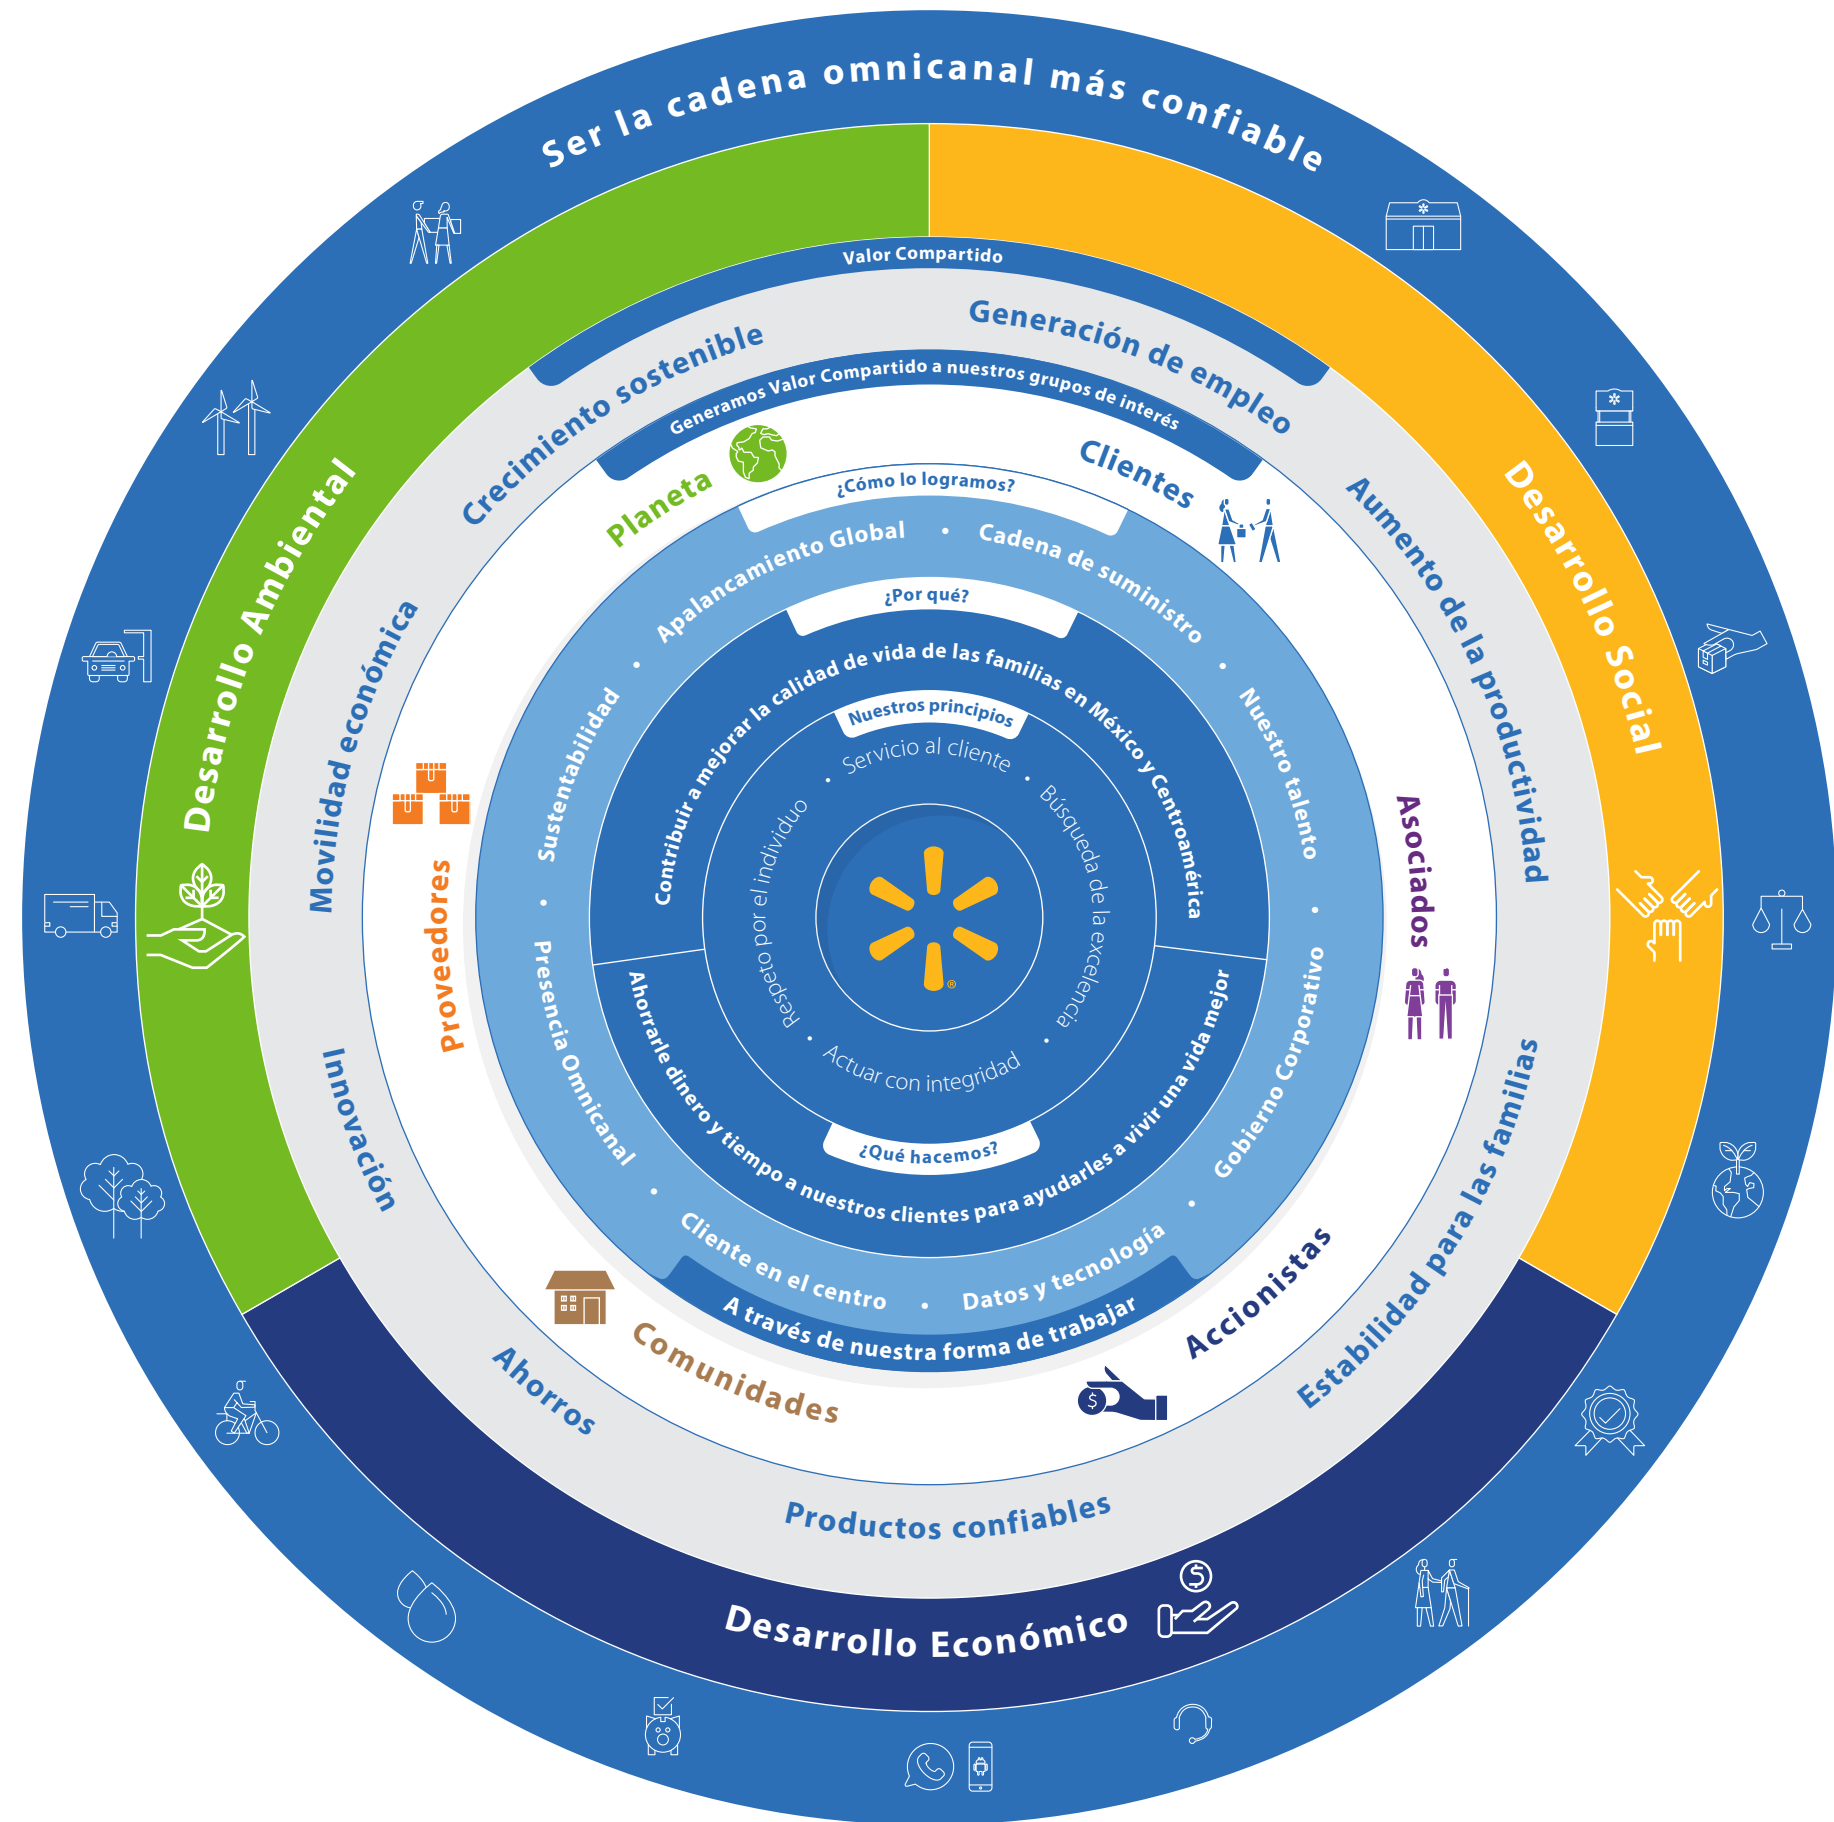 Ser la cadena omnicanal más confiable
Desarrollo Ambiental
Desarrollo Social
Desarrollo Económico
Valor Compartido
Crecimiento sostenible
Generación de empleo
Aumento de la productividad
Estabilidad para las familias
Productos confiables
Ahorros
Innovación
Movilidad económica
Generamos Valor Compartido a nuestros grupos de interés
Planeta
Clientes
Asociados
Accionistas
Comunidades
Proveedores
¿Cómo lo logramos?
Apalancamiento Global • Cadena de suministro • Nuestro talento • Gobierno Corporativo • Datos y tecnología • Cliente en el centro • Presencia Omnicanal • Sustentabilidad •
A través de nuestra forma de trabajar
¿Por qué?
Contribuir a mejorar la calidad de vida de las familias en México y Centroamérica
¿Qué hacemos?
Ahorrarle dinero y tiempo a nuestros clientes para ayudarles a vivir una vida mejor
Nuestros principios
Servicio al cliente • Búsqueda de la excelencia • Actuar con integridad • Respeto por el individuo •
®
$
$